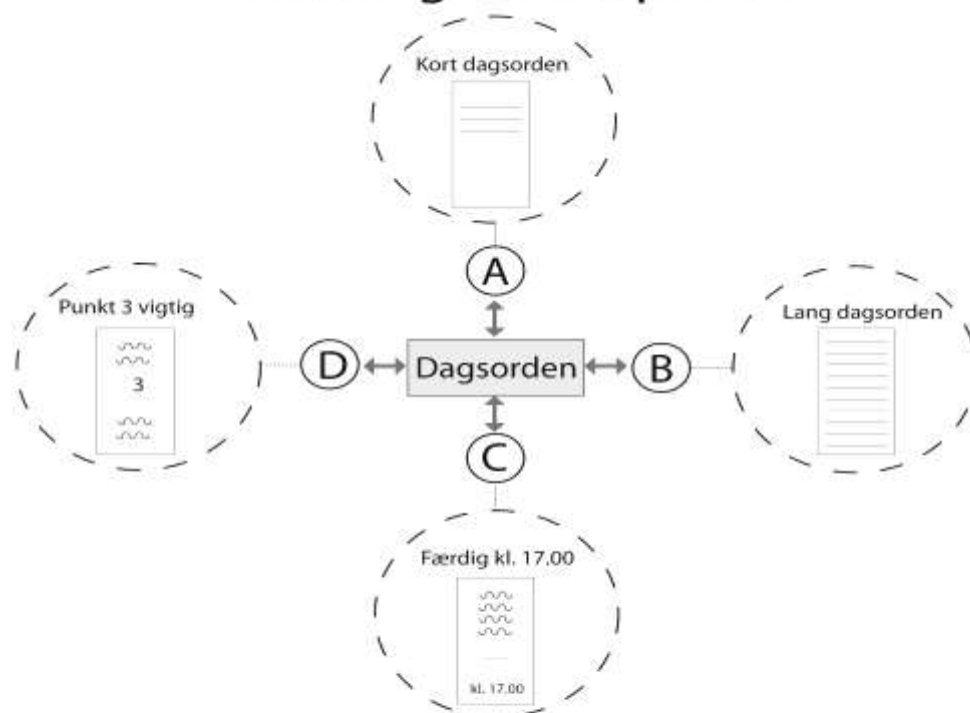 Kort dagsorden
A
Punkt 3 vigtig
3
D
Dagsorden
B
Lang dagsorden
C
Færdig kl. 17.00
kl. 17.00